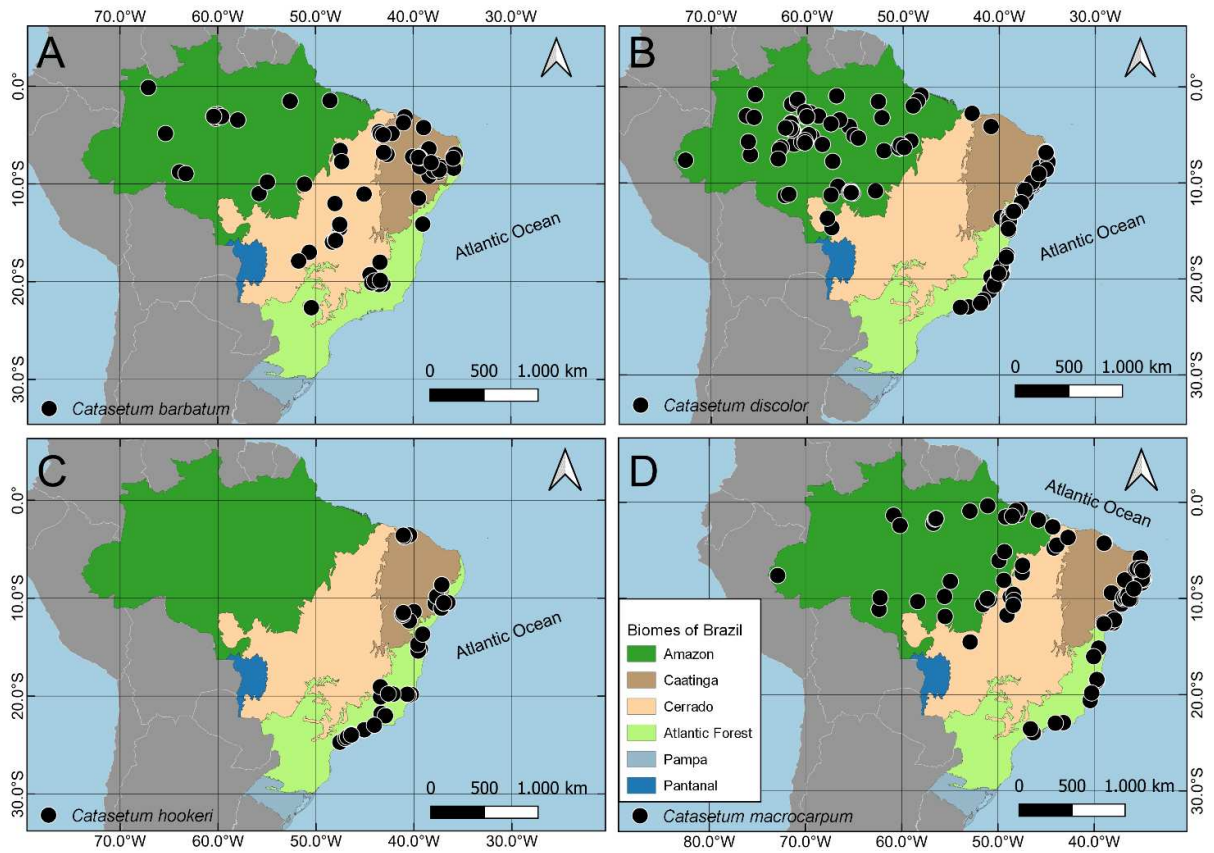 70.0°W 60.0°W 50.0°W 40.0°W 30.0°W
70.0°W 60.0°W 50.0°W 40.0°W 30.0°W
A
0.0°
10.0°S
20.0°S
30.0°S
Atlantic Ocean
0 500 1.000 km
Catasetum barbatum
B
0.0°
10.0°S
20.0°S
30.0°S
Atlantic Ocean
0 500 1.000 km
Catasetum discolor
C
0.0°
10.0°S
20.0°S
30.0°S
Atlantic Ocean
0 500 1.000 km
Catasetum hookeri
D
0.0°
10.0°S
20.0°S
30.0°S
Atlantic Ocean
Biomes of Brazil
Amazon
Caatinga
Cerrado
Atlantic Forest
Pampa
Pantanal
0 500 1.000 km
Catasetum macrocarpum
70.0°W 60.0°W 50.0°W 40.0°W 30.0°W
80.0°W 70.0°W 60.0°W 50.0°W 40.0°W